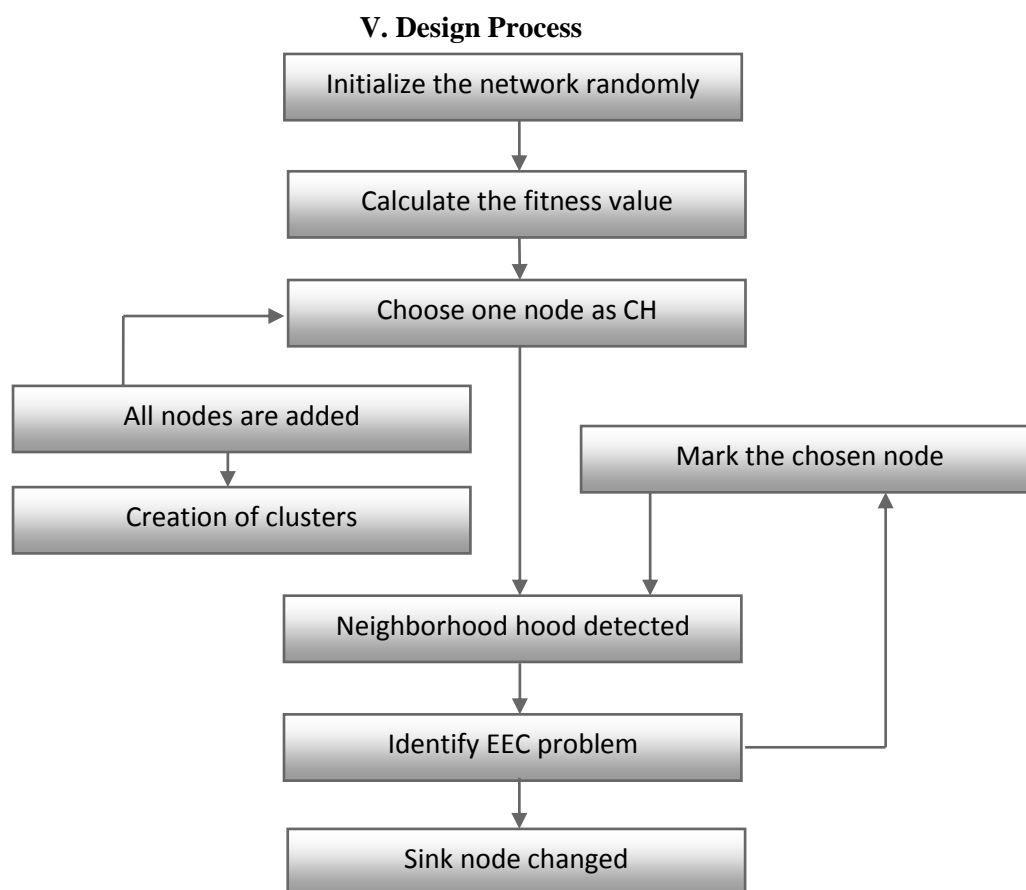 V. Design Process
Initialize the network randomly
Calculate the fitness value
Choose one node as CH
All nodes are added
Mark the chosen node
Creation of clusters
Neighborhood hood detected
Identify EEC problem
Sink node changed